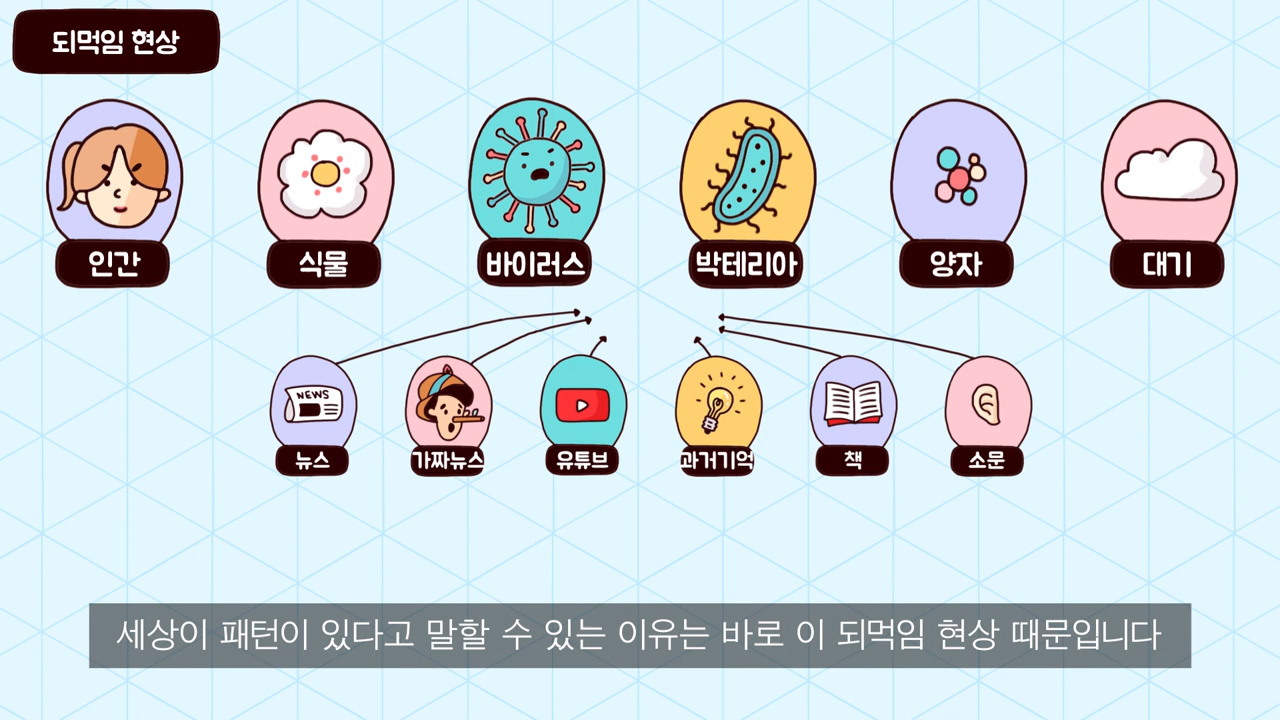 되먹임 현상
인간
식물
바이러스
박테리아
양자
대기
NEWS
뉴스
가짜뉴스
유튜브
과거기억
책
소문
세상이 패턴이 있다고 말할 수 있는 이유는 바로 이 되먹임 현상 때문입니다